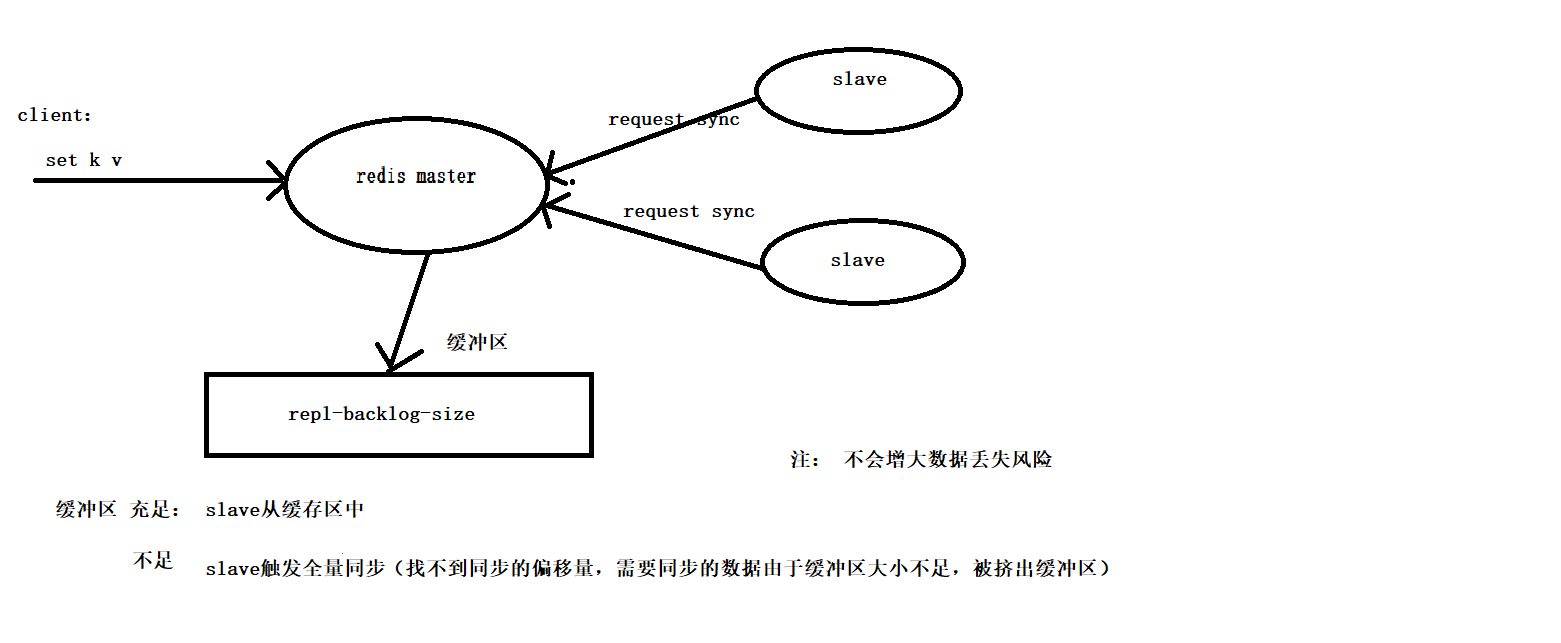 slave
client:
request sync
set k v
redis master
request sync
slave
缓冲区
repl-backlog-size
注： 不会增大数据丢失风险
缓冲区 充足： slave从缓存区中
不足 slave触发全量同步（找不到同步的偏移量，需要同步的数据由于缓冲区大小不足，被挤出缓冲区）